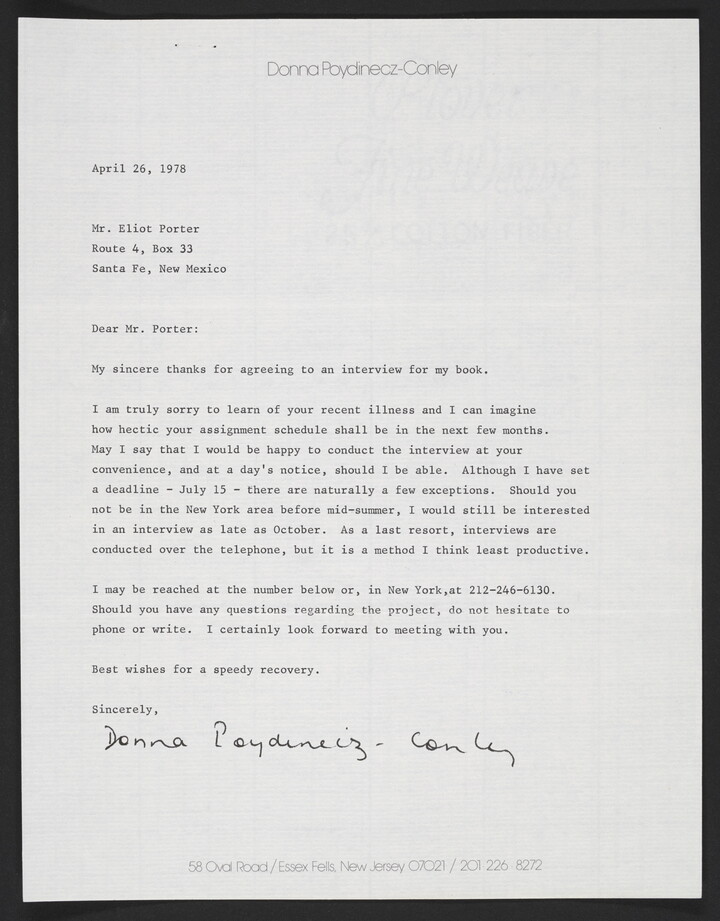 Donna Poydinecz-Conley
April 26, 1978
Mr. Eliot Porter
Route 4, Box 33
Santa Fe, New Mexico
Dear Mr. Porter:
My sincere thanks for agreeing to an interview for my book.
I am truly sorry to learn of your recent illness and I can imagine
how hectic your assignment schedule shall be in the next few months.
May I say that I would be happy to conduct the interview at your
convenience, and at a day's notice, should I be able.  Although I have set
a deadline - July 15 - there are naturally a few exceptions.  Should you
not be in the New York area before mid-summer, I would still be interested
in an interview as late as October.  As a last resort, interviews are
conducted over the telephone, but it is a method I think least productive.
I may be reached at the number below or, in New York,at 212-246-6130.
Should you have any questions regarding the project, do not hesitate to
phone or write.  I certainly look forward to meeting with you.
Best wishes for a speedy recovery.
Sincerely,
Donna Poydinecz - Conley
58 Oval Road / Essex Fells, New Jersey 07021 / 201 226 8272